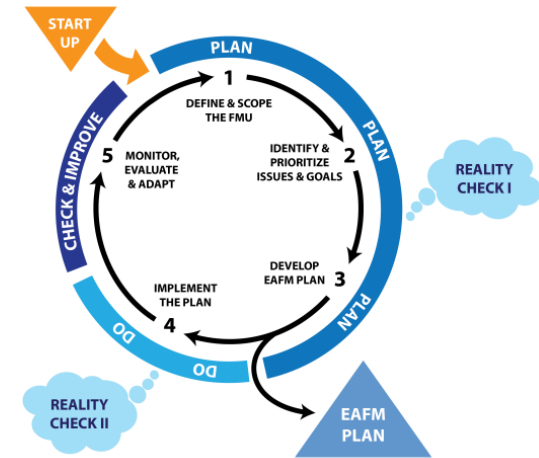 START
UP
PLAN
1
DEFINE & SCOPE
THE FMU
PLAN
2
IDENTIFY &
PRIORITIZE
ISSUES & GOALS
REALITY
CHECK I
3
DEVELOP
EAFM PLAN
PLAN
EAFM
PLAN
4
IMPLEMENT
THE PLAN
DO
DO
REALITY
CHECK II
5
MONITOR,
EVALUATE
& ADAPT
CHECK & IMPROVE